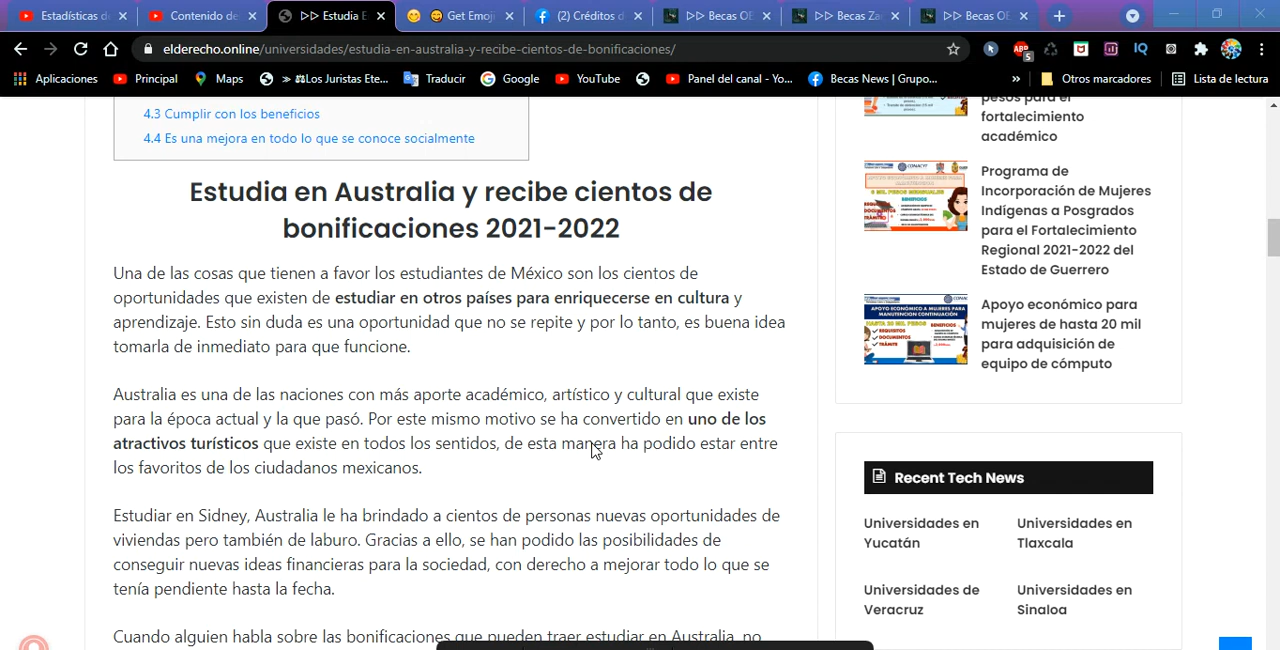 Estadísticas de
Contenido de
▷▷ Estudia E
😄 Get Emoj
(2) Créditos d
▷▷ Becas OE
▷▷ Becas Za
▷▷ Becas OE
elderecho.online/universidades/estudia-en-australia-y-recibe-cientos-de-bonificaciones/
ABP
5
IQ
Aplicaciones
Principal
Maps
» ⚖️Los Juristas Ete...
Traducir
Google
YouTube
Panel del canal - Yo...
Becas News | Grupo...
»
Otros marcadores
Lista de lectura
4.3 Cumplir con los beneficios
4.4 Es una mejora en todo lo que se conoce socialmente
Estudia en Australia y recibe cientos de
bonificaciones 2021-2022
Una de las cosas que tienen a favor los estudiantes de México son los cientos de
oportunidades que existen de estudiar en otros países para enriquecerse en cultura y
aprendizaje. Esto sin duda es una oportunidad que no se repite y por lo tanto, es buena idea
tomarla de inmediato para que funcione.
Australia es una de las naciones con más aporte académico, artístico y cultural que existe
para la época actual y la que pasó. Por este mismo motivo se ha convertido en uno de los
atractivos turísticos que existe en todos los sentidos, de esta manera ha podido estar entre
los favoritos de los ciudadanos mexicanos.
Estudiar en Sidney, Australia le ha brindado a cientos de personas nuevas oportunidades de
viviendas pero también de laburo. Gracias a ello, se han podido las posibilidades de
conseguir nuevas ideas financieras para la sociedad, con derecho a mejorar todo lo que se
tenía pendiente hasta la fecha.
Cuando alguien habla sobre las bonificaciones que pueden traer estudiar en Australia, no
pesos para el
fortalecimiento
académico
Programa de
Incorporación de Mujeres
Indígenas a Posgrados
para el Fortalecimiento
Regional 2021-2022 del
Estado de Guerrero
Apoyo económico para
mujeres de hasta 20 mil
para adquisición de
equipo de cómputo
Recent Tech News
Universidades en
Yucatán
Universidades en
Tlaxcala
Universidades de
Veracruz
Universidades en
Sinaloa